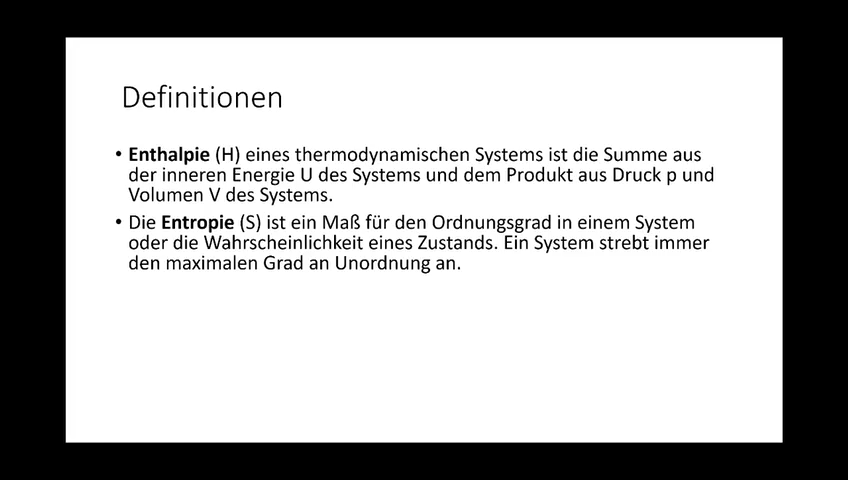 Definitionen
• Enthalpie (H) eines thermodynamischen Systems ist die Summe aus
der inneren Energie U des Systems und dem Produkt aus Druck p und
Volumen V des Systems.
• Die Entropie (S) ist ein Maß für den Ordnungsgrad in einem System
oder die Wahrscheinlichkeit eines Zustands. Ein System strebt immer
den maximalen Grad an Unordnung an.